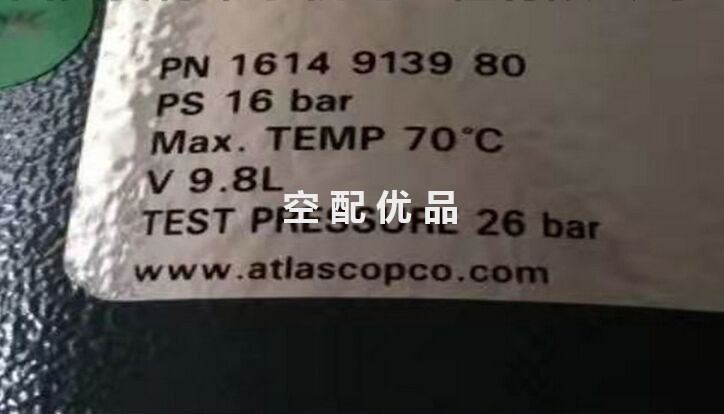 PN 1614 9139 80
PS 16 bar
Max. TEMP 70°C
V 9.8L
空配优品
TEST PRESSURE 26 bar
www.atlascopco.com